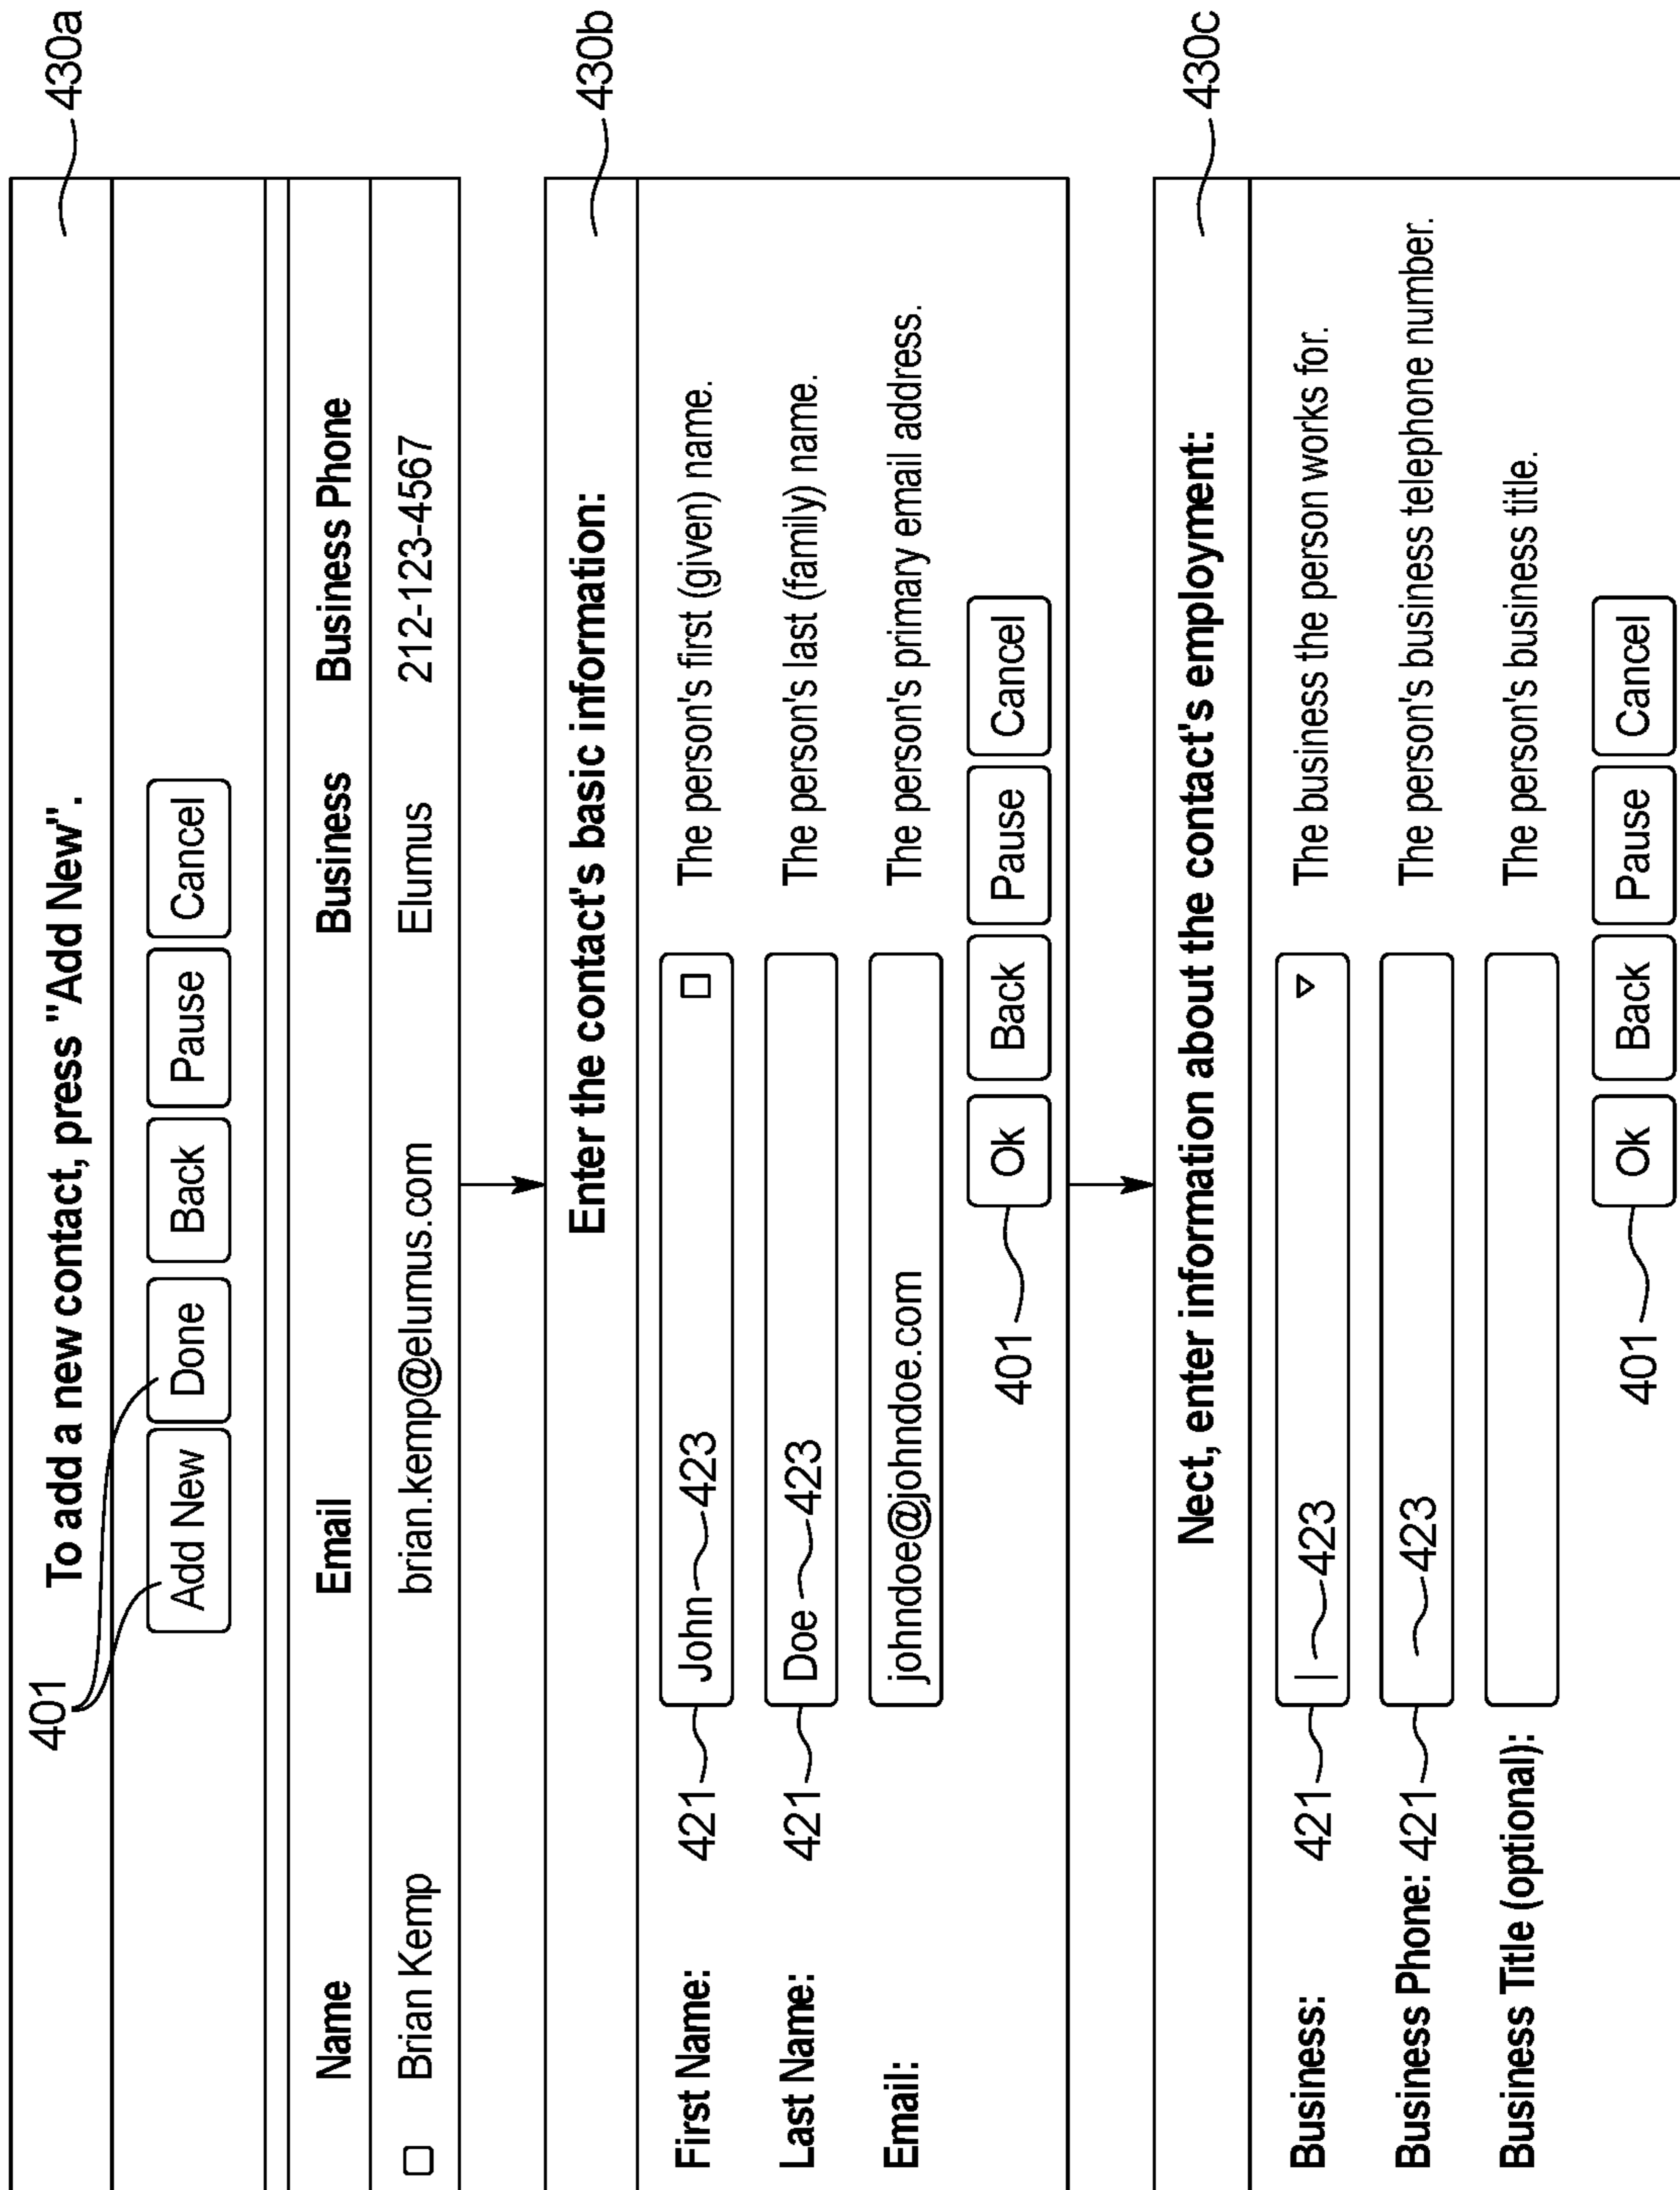 To add a new contact, press "Add New".
430a
401
Add New Done Back Pause Cancel
Name Email Business Business Phone
Brian Kemp brian.kemp@elumus.com Elumus 212-123-4567
Enter the contact's basic information:
430b
First Name: 421 John 423 The person's first (given) name.
Last Name: 421 Doe 423 The person's last (family) name.
Email: johndoe@johndoe.com The person's primary email address.
401 Ok Back Pause Cancel
Nect, enter information about the contact's employment:
430c
Business: 421 423 The business the person works for.
Business Phone: 421 423 The person's business telephone number.
Business Title (optional): The person's business title.
401 Ok Back Pause Cancel